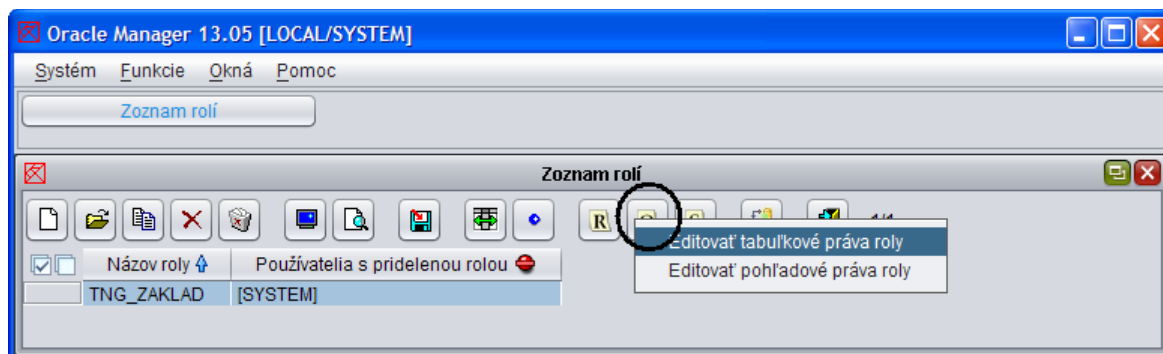 Oracle Manager 13.05 [LOCAL/SYSTEM]
Systém Funkcie Okná Pomoc
Zoznam rolí
Zoznam rolí
R
Editovať tabuľkové práva roly
Názov roly Používatelia s pridelenou rolou Editovať pohľadové práva roly
TNG_ZAKLAD [SYSTEM]